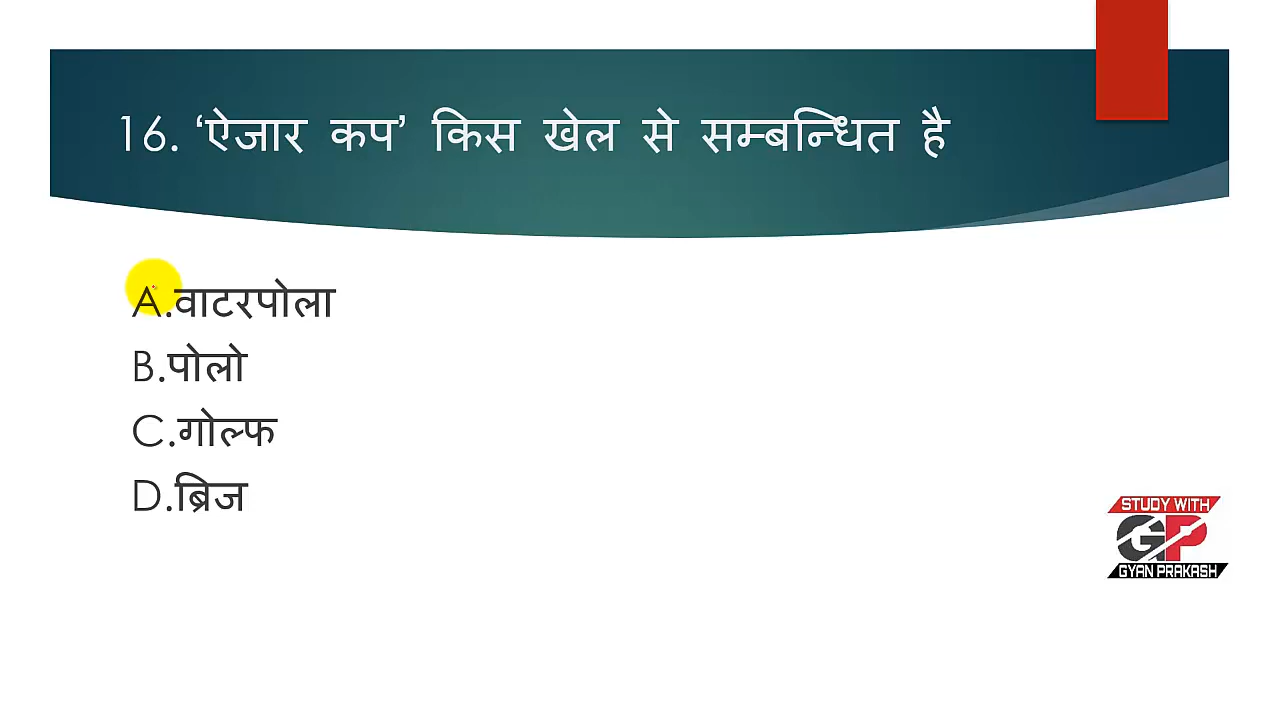 16. ‘ऐजार कप’ किस खेल से सम्बन्धित है
A.वाटरपोला
B.पोलो
C.गोल्फ
D.ब्रिज
STUDY WITH
GP
GYAN PRAKASH